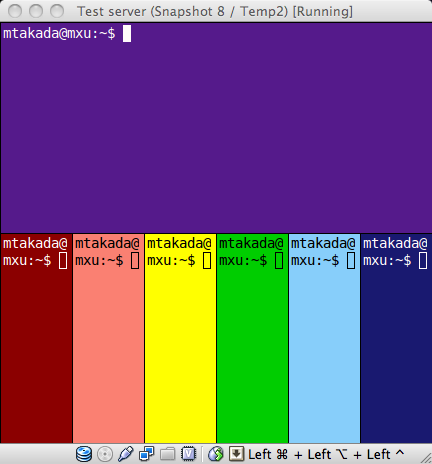 Test server (Snapshot 8 / Temp2) [Running]
mtakada@mxu:~$
mtakada@
mxu:~$
mtakada@
mxu:~$
mtakada@
mxu:~$
mtakada@
mxu:~$
mtakada@
mxu:~$
mtakada@
mxu:~$
Left ⌘ + Left ⌥ + Left ^